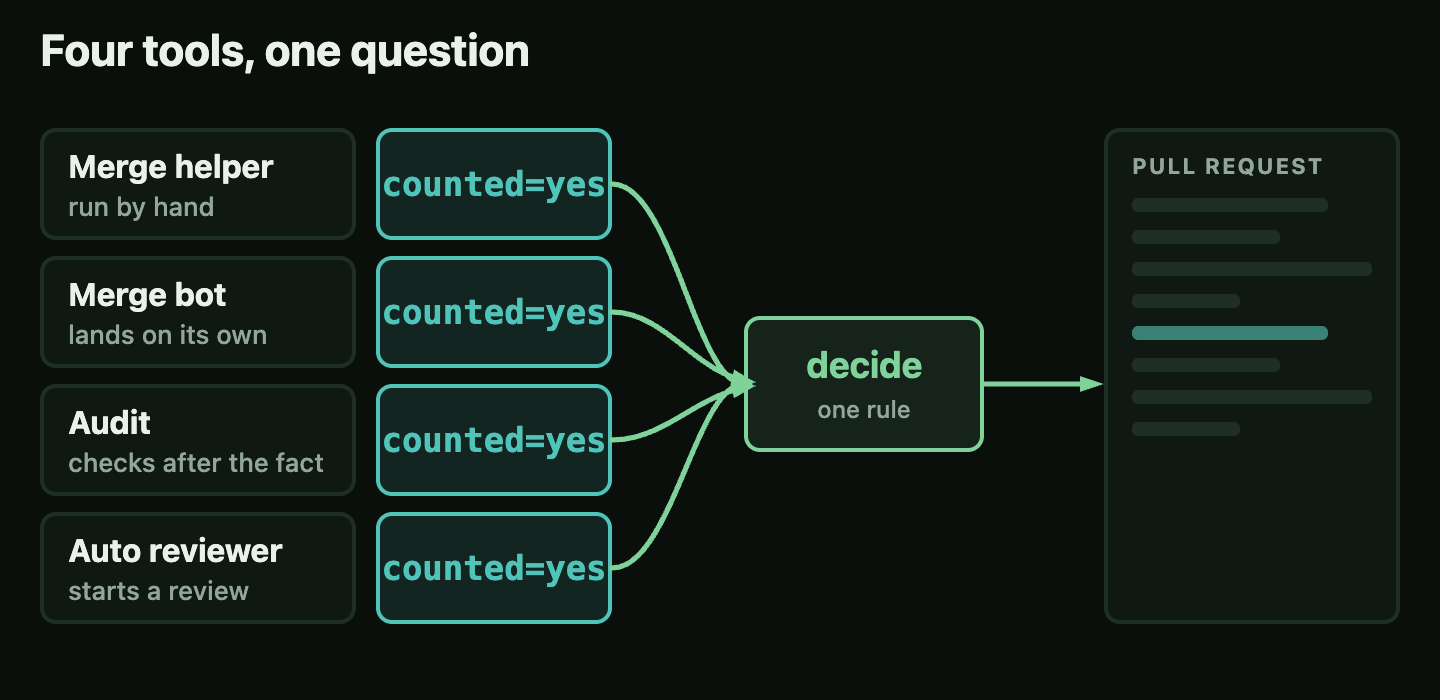 Four tools, one question
Merge helper
run by hand
counted=yes
Merge bot
lands on its own
counted=yes
Audit
checks after the fact
counted=yes
Auto reviewer
starts a review
counted=yes
decide
one rule
PULL REQUEST